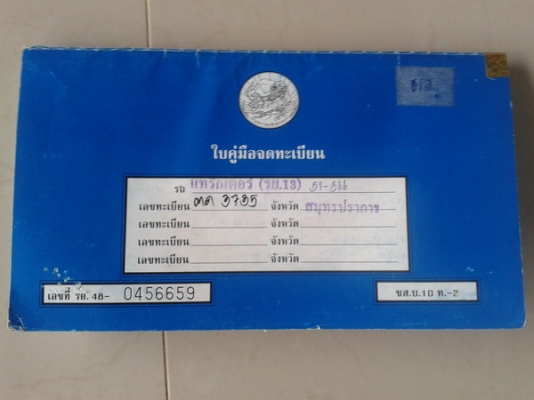 ใบคู่มือจดทะเบียน
รถ แทรกเตอร์ (รย.13)
เลขทะเบียน ตค 3735 จังหวัด สมุทรปราการ
เลขทะเบียน จังหวัด
เลขทะเบียน จังหวัด
เลขทะเบียน จังหวัด
เลขที่ รย. 48- 0456659
ขส.บ.10 ท.-2